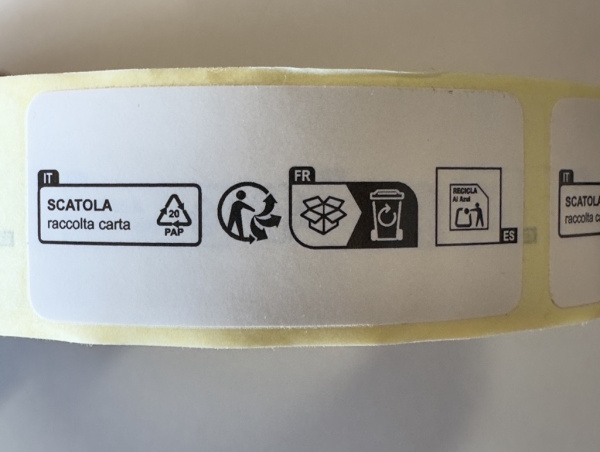 IT
SCATOLA
raccolta carta
20
PAP
FR
RECICLA
Al Azul
ES
IT
SCATOLA
raccolta ca